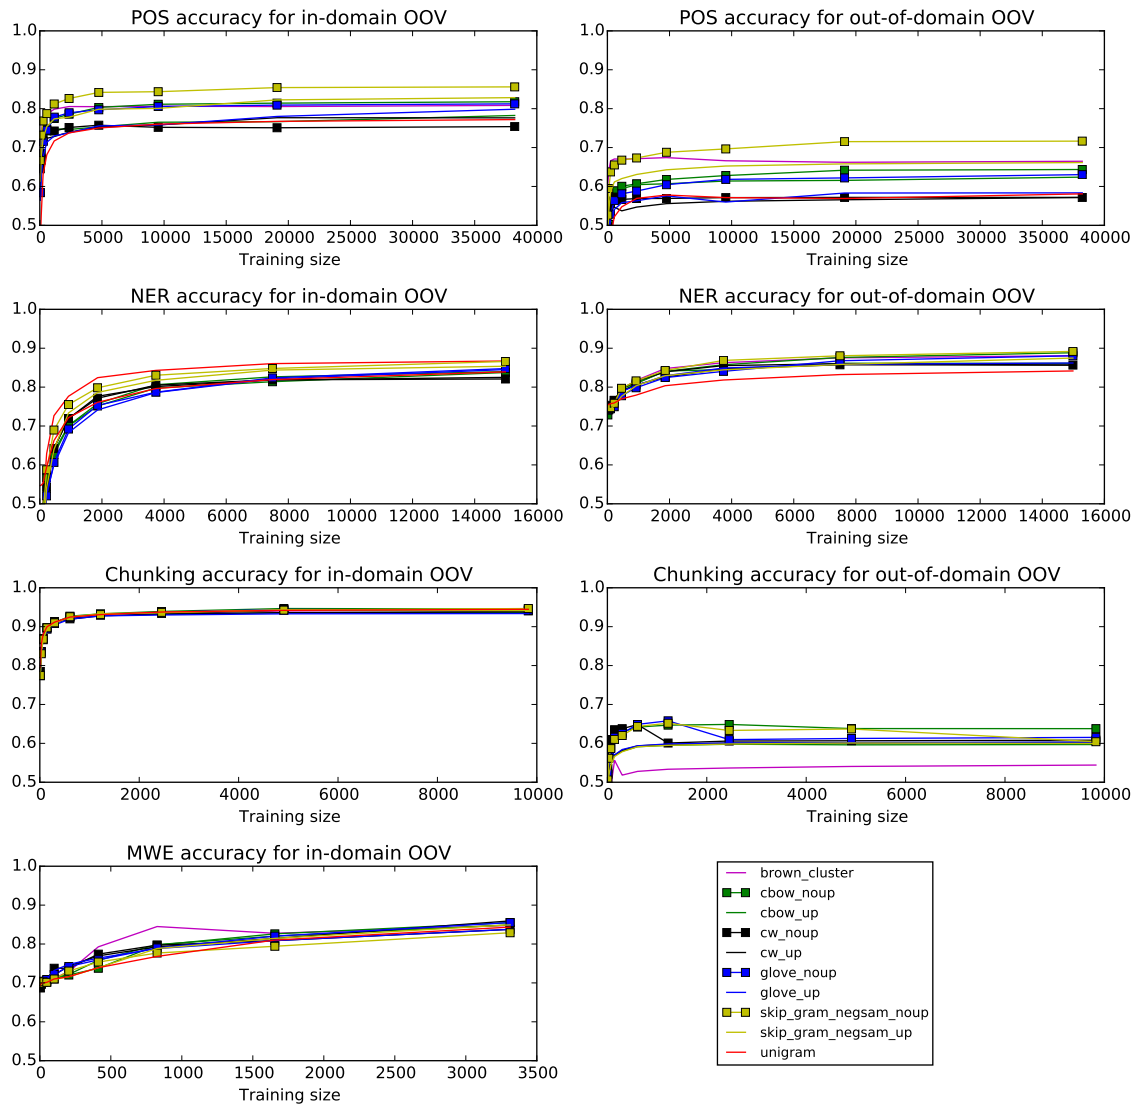 POS accuracy for in-domain OOV
1.0
0.9
0.8
0.7
0.6
0.5
0 5000 10000 15000 20000 25000 30000 35000 40000
Training size
POS accuracy for out-of-domain OOV
1.0
0.9
0.8
0.7
0.6
0.5
0 5000 10000 15000 20000 25000 30000 35000 40000
Training size
NER accuracy for in-domain OOV
1.0
0.9
0.8
0.7
0.6
0.5
0 2000 4000 6000 8000 10000 12000 14000 16000
Training size
NER accuracy for out-of-domain OOV
1.0
0.9
0.8
0.7
0.6
0.5
0 2000 4000 6000 8000 10000 12000 14000 16000
Training size
Chunking accuracy for in-domain OOV
1.0
0.9
0.8
0.7
0.6
0.5
0 2000 4000 6000 8000 10000
Training size
Chunking accuracy for out-of-domain OOV
1.0
0.9
0.8
0.7
0.6
0.5
0 2000 4000 6000 8000 10000
Training size
MWE accuracy for in-domain OOV
1.0
0.9
0.8
0.7
0.6
0.5
0 500 1000 1500 2000 2500 3000 3500
Training size
brown_cluster
cbow_noup
cbow_up
cw_noup
cw_up
glove_noup
glove_up
skip_gram_negsam_noup
skip_gram_negsam_up
unigram